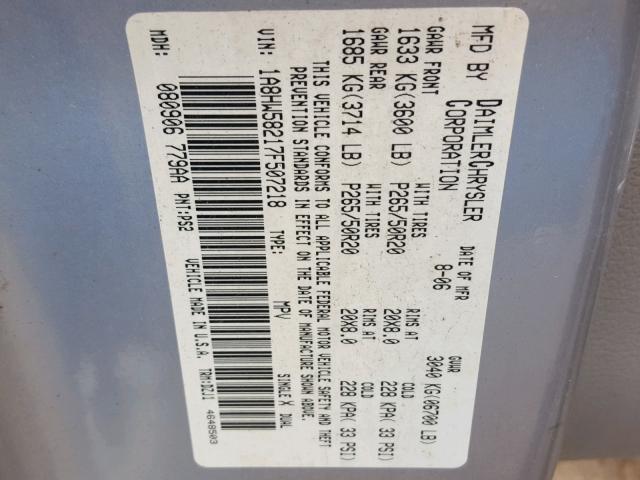 MFD BY DAIMLERCHRYSLER CORPORATION
DATE OF MFR 8-06
GVWR 3040 KG(06700 LB)
GAWR FRONT WITH TIRES RIMS AT COLD
1633 KG(3600 LB) P265/50R20 20X8.0 228 KPA( 33 PSI)
GAWR REAR WITH TIRES RIMS AT COLD
1685 KG(3714 LB) P265/50R20 20X8.0 228 KPA( 33 PSI)
THIS VEHICLE CONFORMS TO ALL APPLICABLE FEDERAL MOTOR VEHICLE SAFETY AND THEFT
PREVENTION STANDARDS IN EFFECT ON THE DATE OF MANUFACTURE SHOWN ABOVE.
VIN: 1A8HW58217F507218 TYPE: MPV SINGLE X DUAL
MDH: 080906 779AA PNT:PS2 VEHICLE MADE IN U.S.A. TRM:DZJ1 4648503